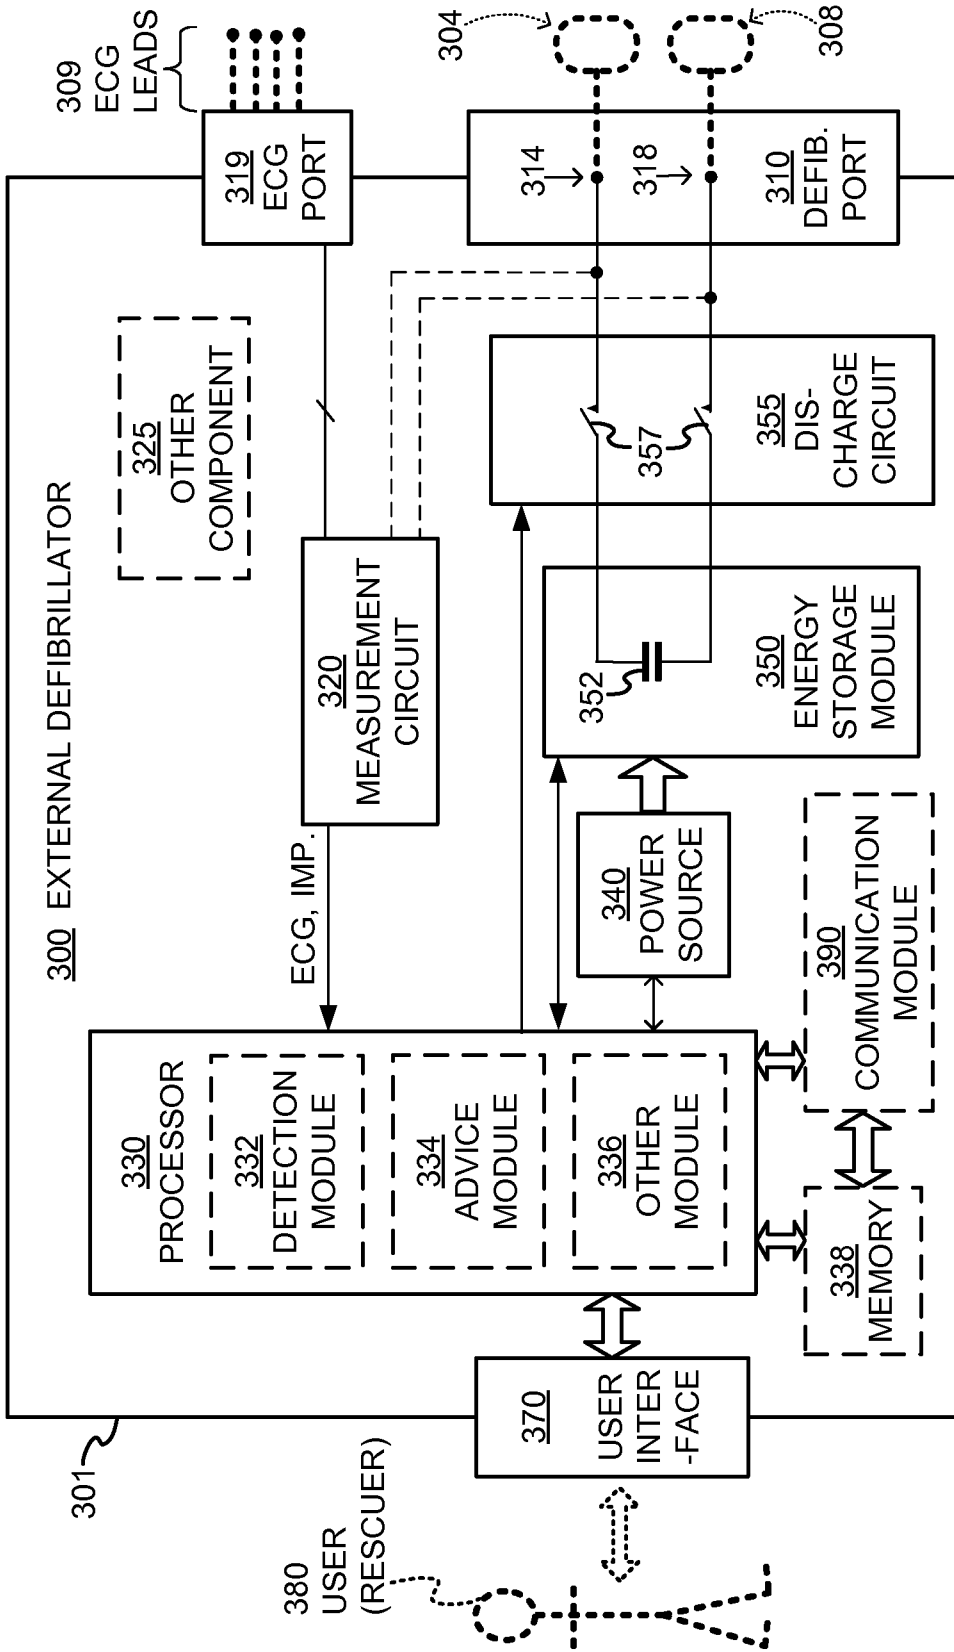 300 EXTERNAL DEFIBRILLATOR
301
309
ECG
LEADS
319
ECG
PORT
325
OTHER
COMPONENT
304
308
314
318
310
DEFIB.
PORT
320
MEASUREMENT
CIRCUIT
ECG, IMP.
355
DIS-
CHARGE
CIRCUIT
357
352
350
ENERGY
STORAGE
MODULE
340
POWER
SOURCE
330
PROCESSOR
332
DETECTION
MODULE
334
ADVICE
MODULE
336
OTHER
MODULE
390
COMMUNICATION
MODULE
338
MEMORY
370
USER
INTER
-FACE
380
USER
(RESCUER)